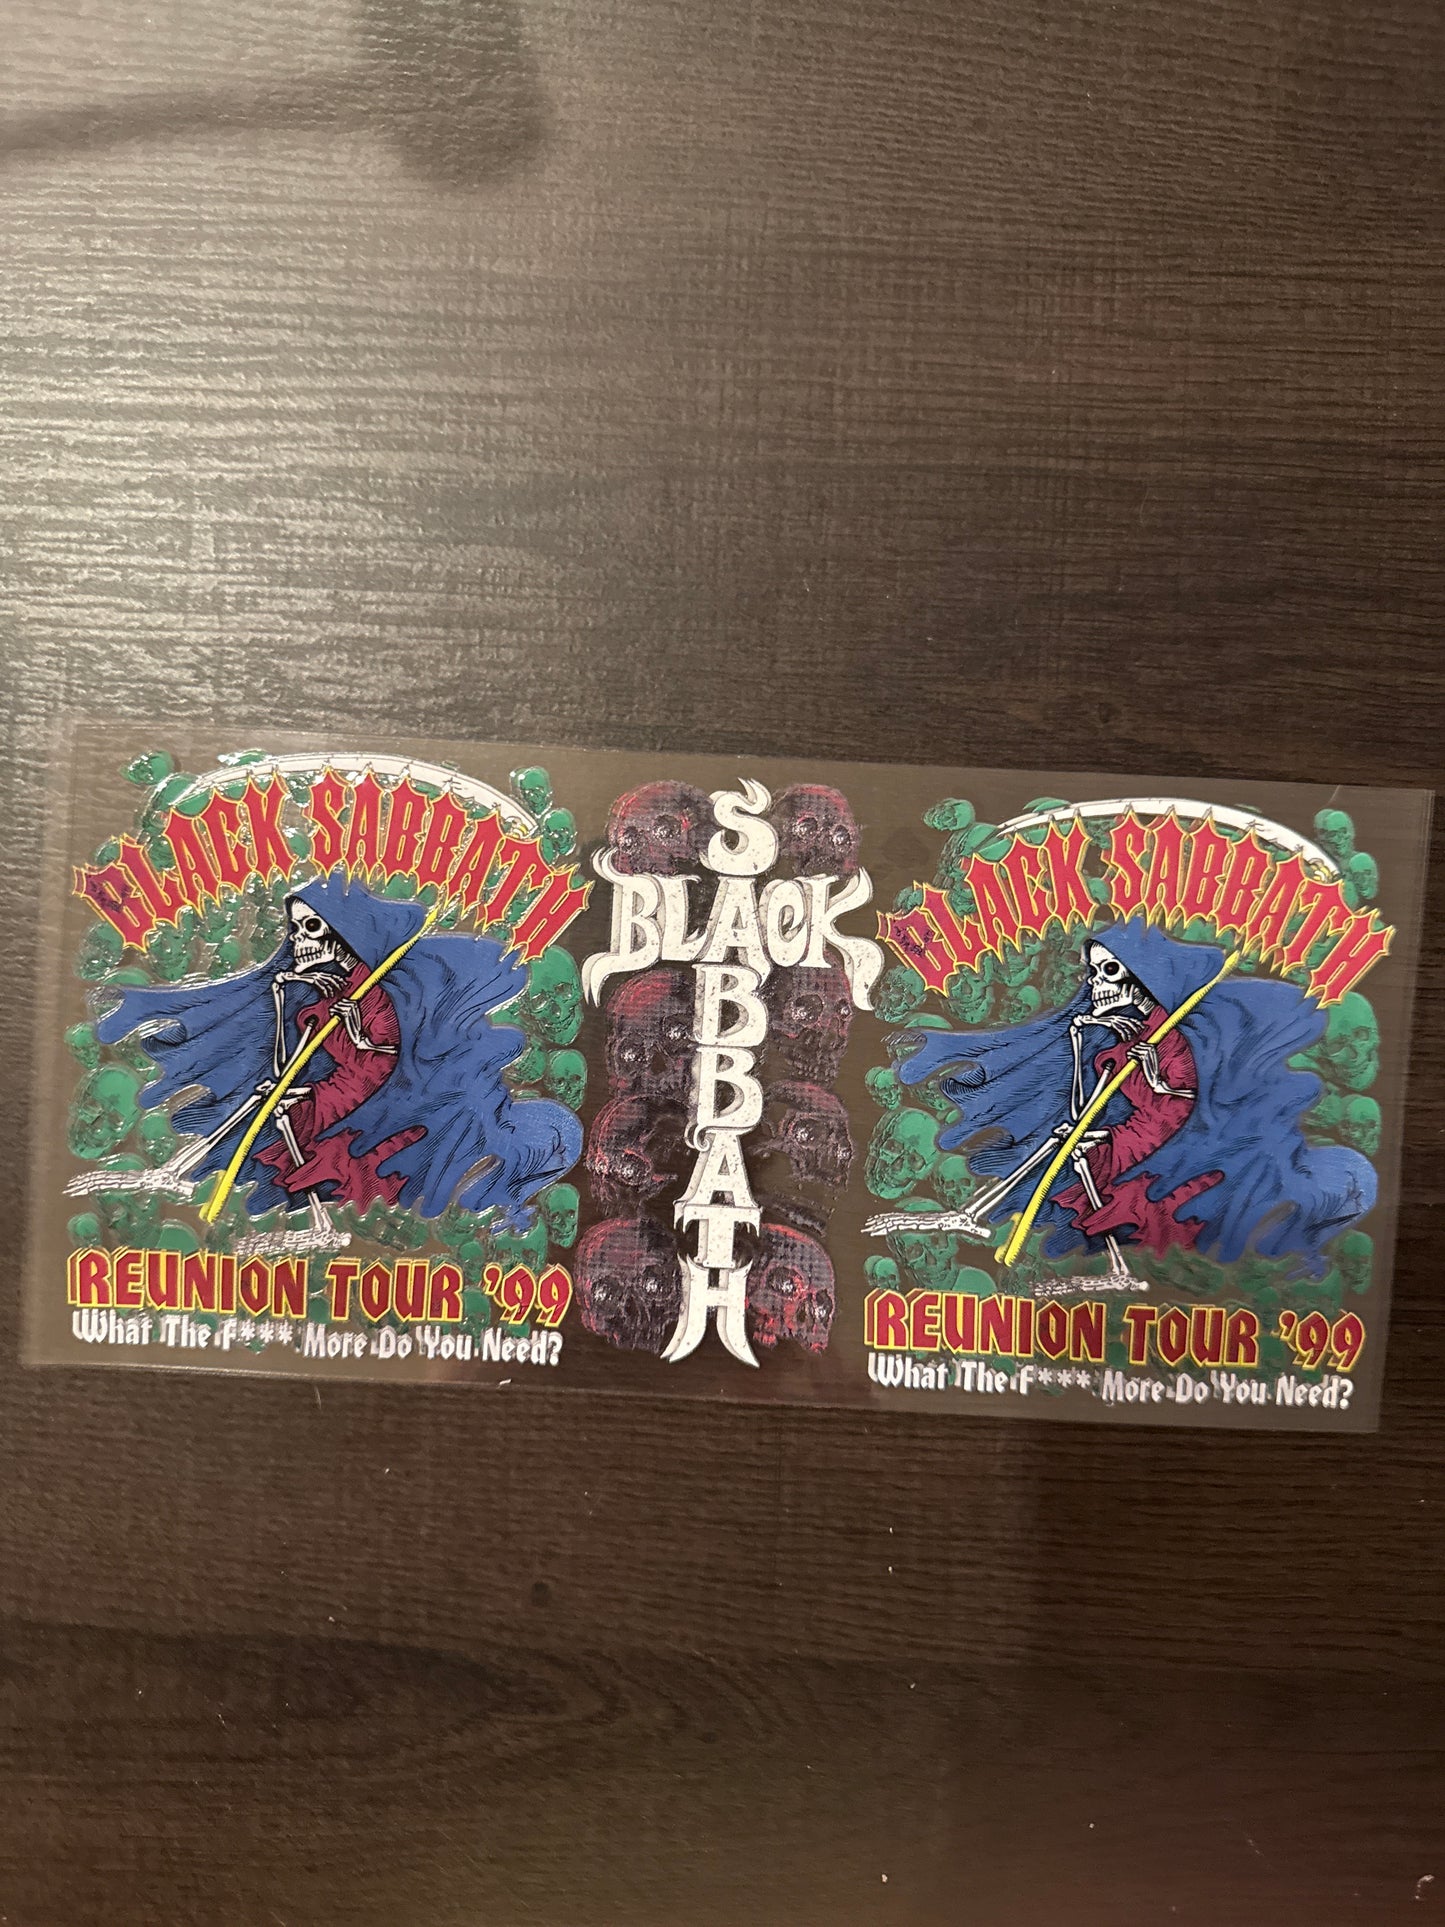 BLACK SABBATH
REUNION TOUR '99
What The F*** More Do You Need?
BLACK
SABBATH
BLACK SABBATH
REUNION TOUR '99
What The F*** More Do You Need?